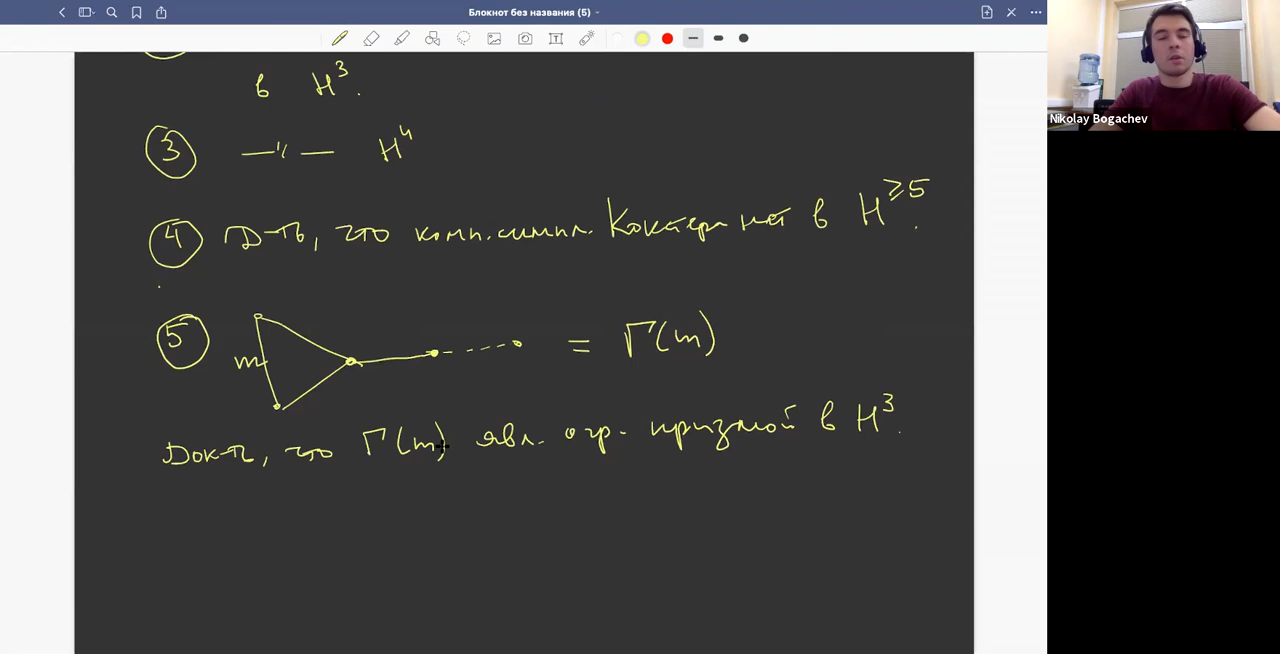 Блокнот без названия (5)
Nikolay Bogachev
в H³.
3 —"— H⁴
4 Д-ть, что комп. симпл. Кокстера нет в H≥5.
5 m = Γ(m)
Док-ть, что Γ(m) явл. огр. призмой в H³.